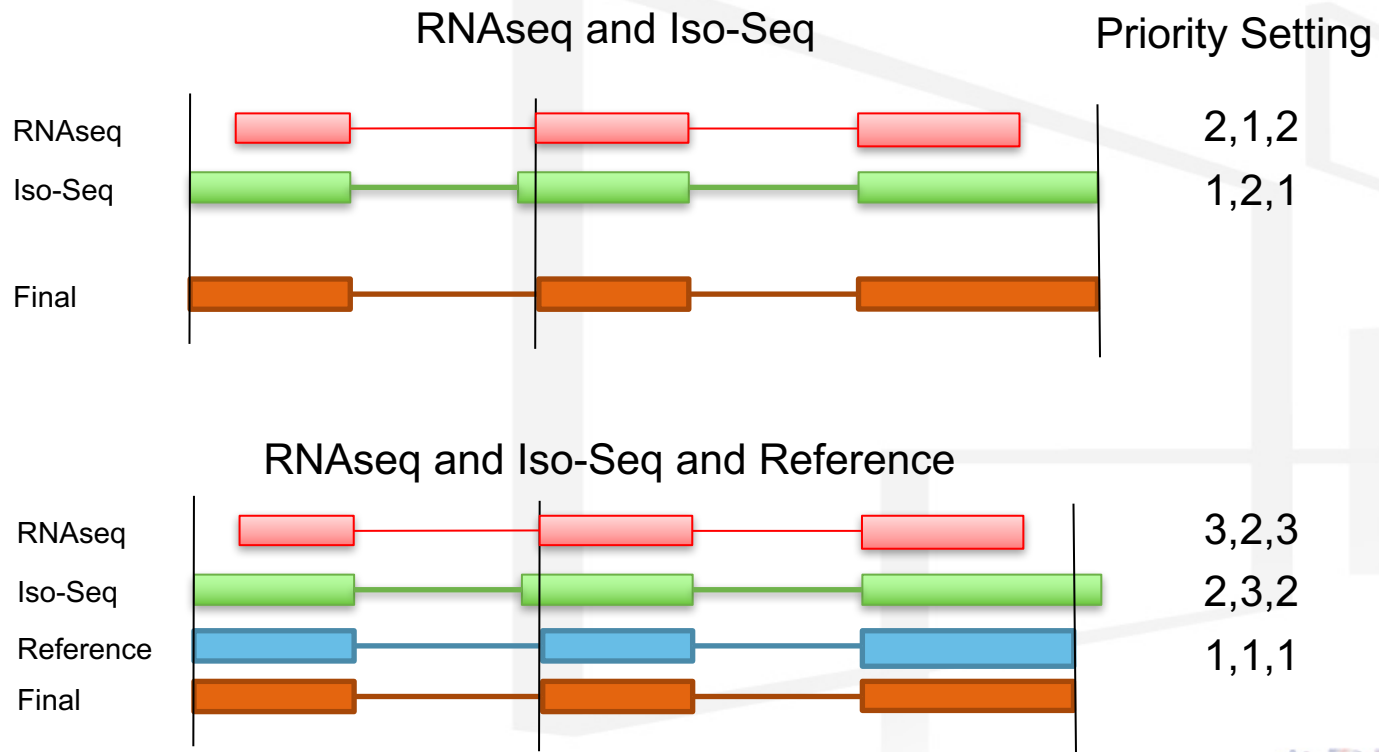 RNAseq and Iso-Seq
Priority Setting
RNAseq
2,1,2
Iso-Seq
1,2,1
Final
RNAseq and Iso-Seq and Reference
RNAseq
3,2,3
Iso-Seq
2,3,2
Reference
1,1,1
Final